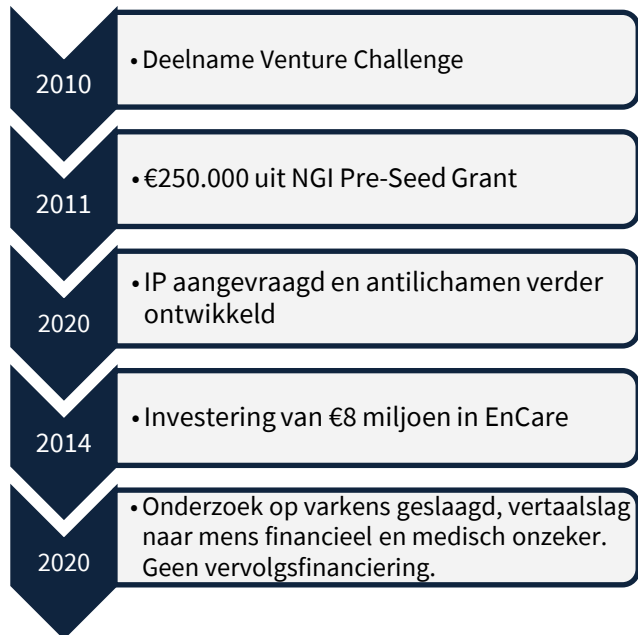 2010
• Deelname Venture Challenge
2011
• €250.000 uit NGI Pre-Seed Grant
2020
• IP aangevraagd en antilichamen verder
ontwikkeld
2014
• Investering van €8 miljoen in EnCare
2020
• Onderzoek op varkens geslaagd, vertaalslag
naar mens financieel en medisch onzeker.
Geen vervolgsfinanciering.